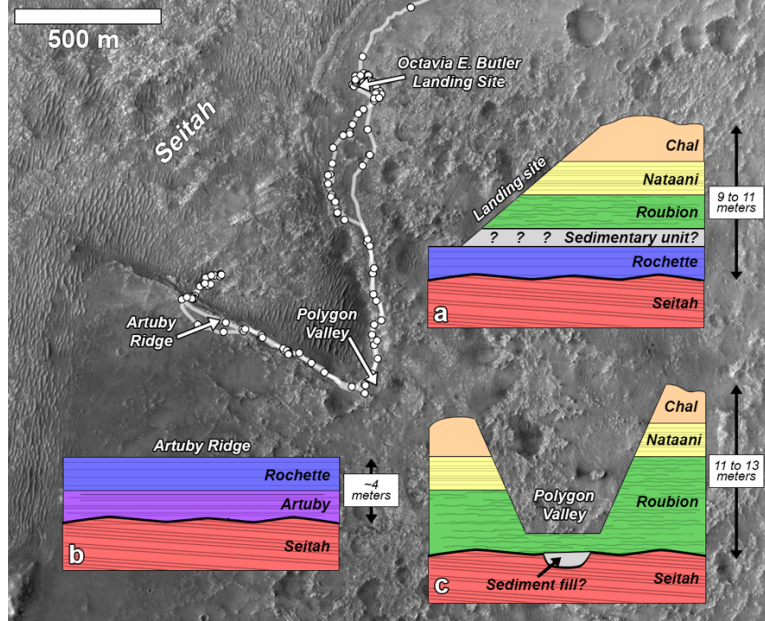 500 m
Octavia E. Butler
Landing Site
Seitah
Landing site
Chal
Nataani
Roubion
? ? ? Sedimentary unit?
Rochette
Seitah
9 to 11
meters
a
Artuby
Ridge
Polygon
Valley
Artuby Ridge
Rochette
Artuby
Seitah
~4
meters
b
Chal
Nataani
Roubion
Polygon
Valley
Sediment fill?
Seitah
11 to 13
meters
c